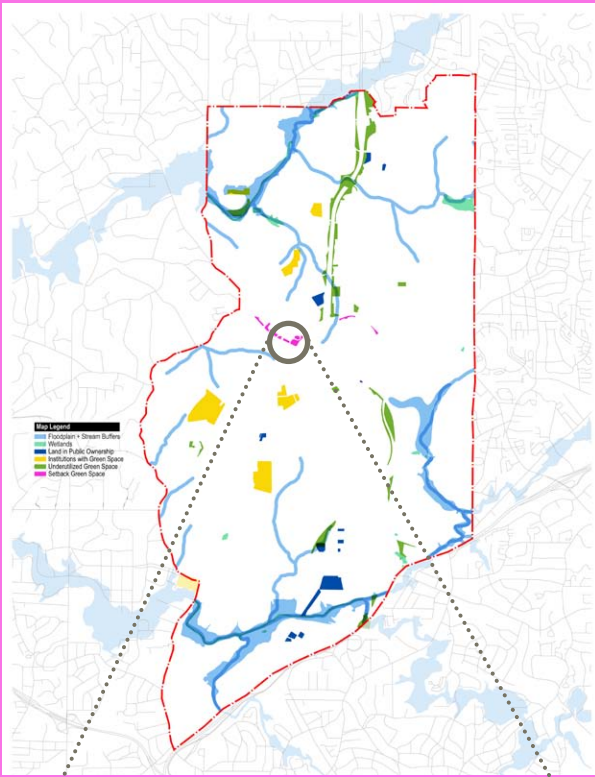 Map Legend
Floodplain + Stream Buffers
Wetlands
Land in Public Ownership
Institutions with Green Space
Underutilized Green Space
Setback Green Space